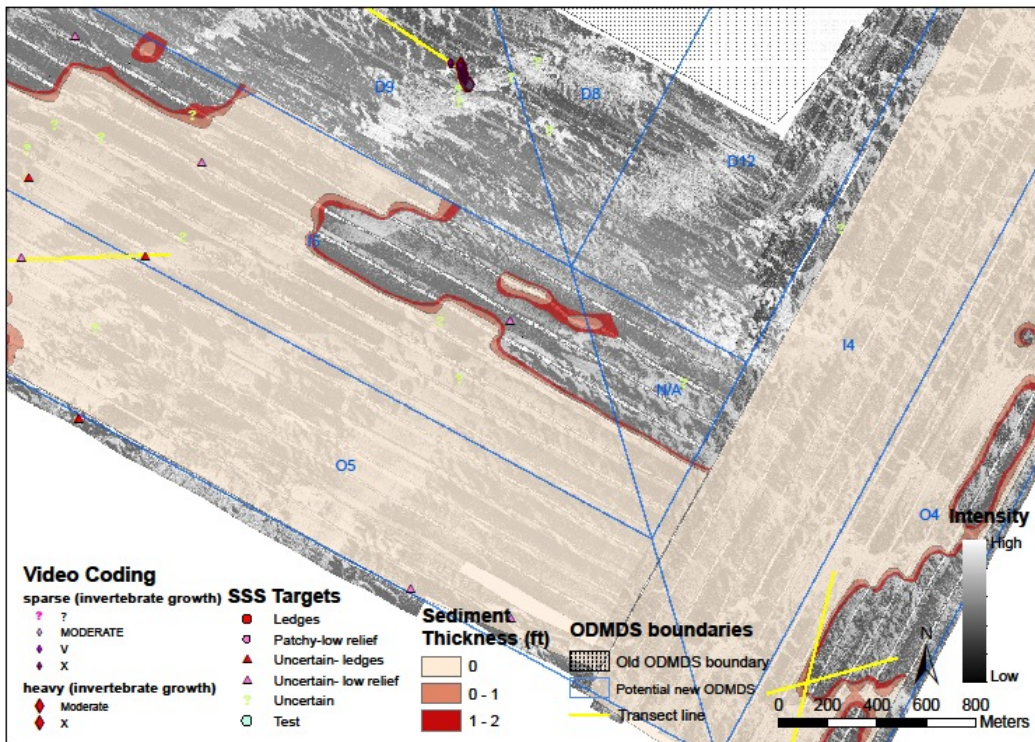 D9
D8
D12
I6
I4
N/A
O5
O4
Video Coding
sparse (invertebrate growth)
? ?
MODERATE
V
X
heavy (invertebrate growth)
Moderate
X
SSS Targets
Ledges
Patchy-low relief
Uncertain- ledges
Uncertain- low relief
? Uncertain
Test
Sediment
Thickness (ft)
0
0 - 1
1 - 2
ODMDS boundaries
Old ODMDS boundary
Potential new ODMDS
Transect line
Intensity
High
Low
N
0 200 400 600 800
Meters